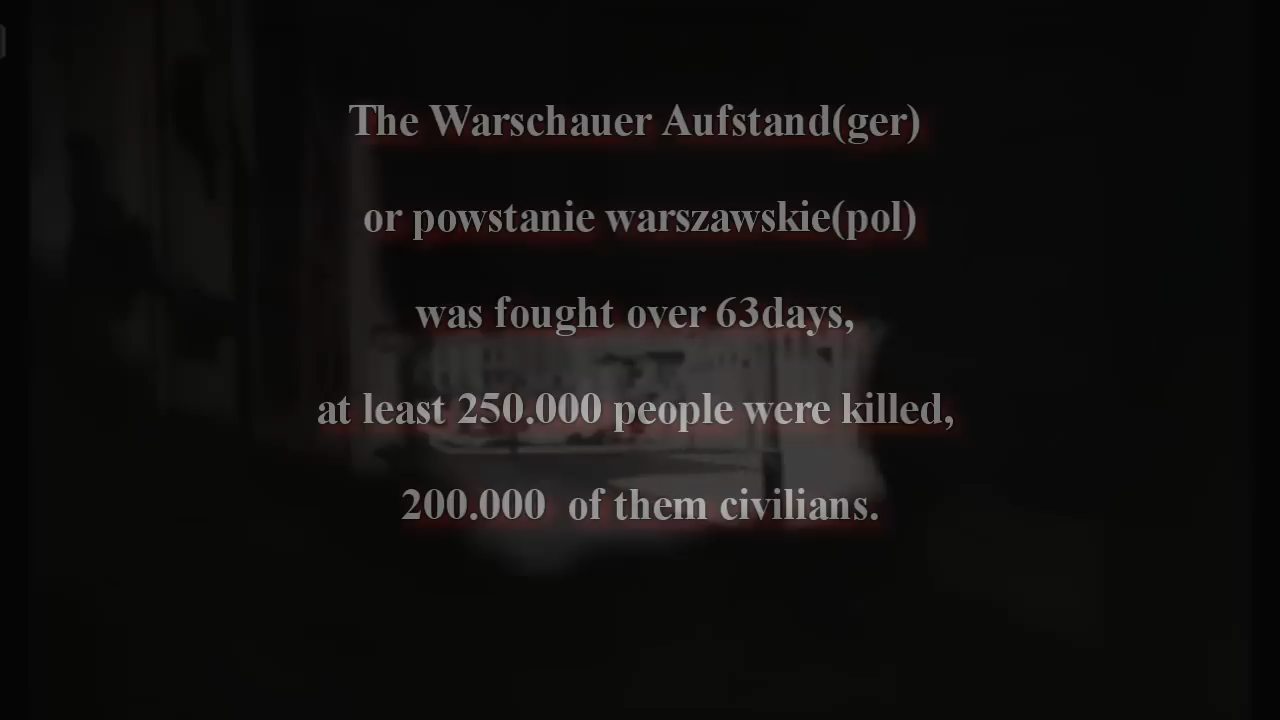 The Warschauer Aufstand(ger)
or powstanie warszawskie(pol)
was fought over 63days,
at least 250.000 people were killed,
200.000 of them civilians.